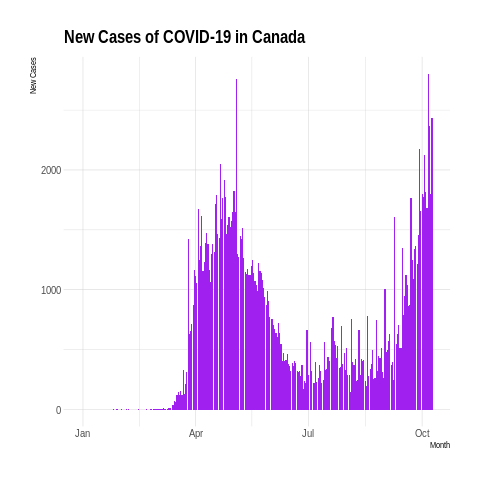 New Cases of COVID-19 in Canada
New Cases
2000
1000
0
Jan Apr Jul Oct
Month